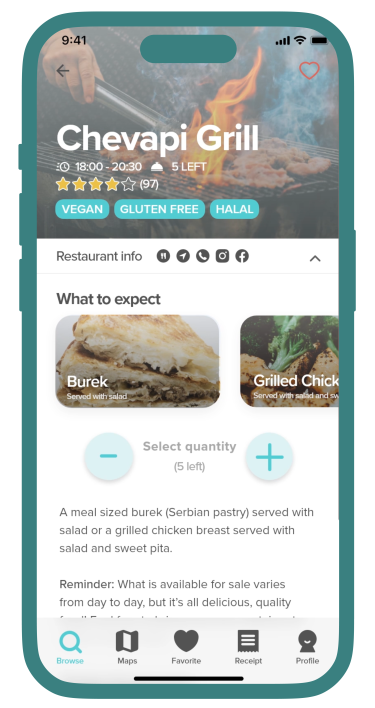 9:41
Chevapi Grill
18:00 - 20:30 5 LEFT
(97)
VEGAN GLUTEN FREE HALAL
Restaurant info
What to expect
Burek
Served with salad
Grilled Chick
Served with salad and sw
Select quantity
(5 left)
A meal sized burek (Serbian pastry) served with
salad or a grilled chicken breast served with
salad and sweet pita.
Reminder: What is available for sale varies
from day to day, but it's all delicious, quality
Browse Maps Favorite Receipt Profile